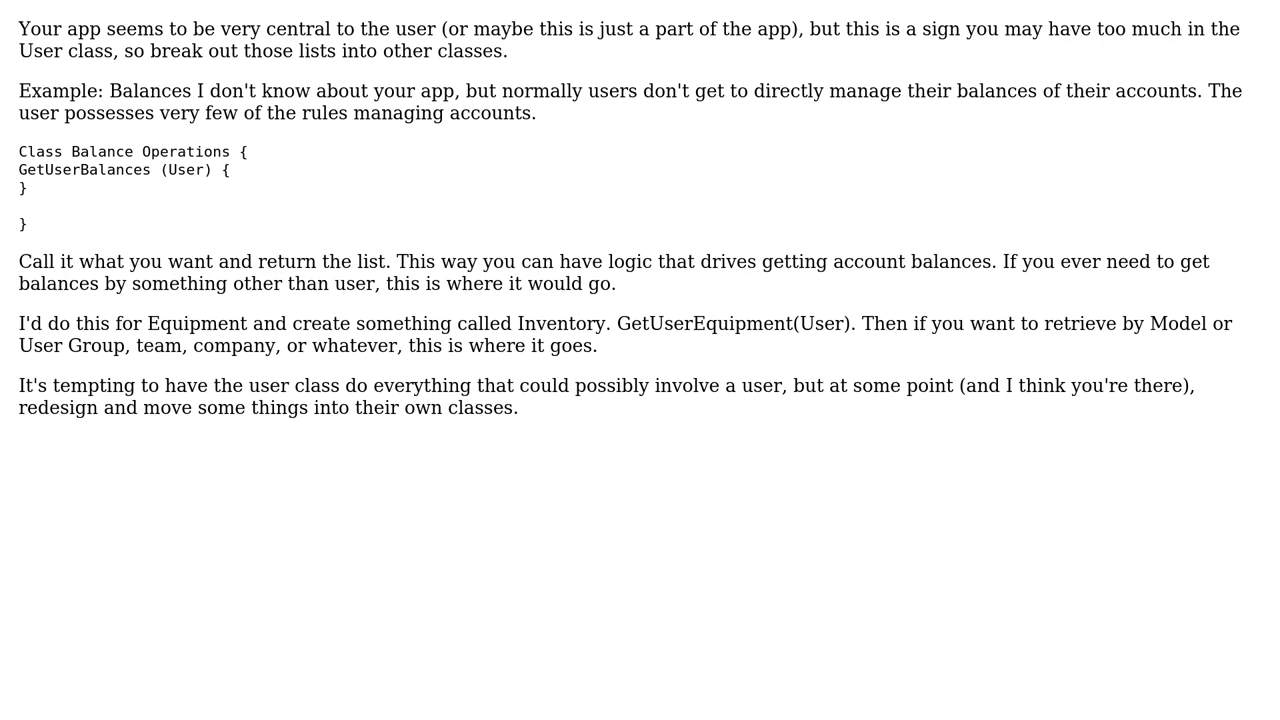 Your app seems to be very central to the user (or maybe this is just a part of the app), but this is a sign you may have too much in the
User class, so break out those lists into other classes.
Example: Balances I don't know about your app, but normally users don't get to directly manage their balances of their accounts. The
user possesses very few of the rules managing accounts.
Class Balance Operations {
GetUserBalances (User) {
}
}
Call it what you want and return the list. This way you can have logic that drives getting account balances. If you ever need to get
balances by something other than user, this is where it would go.
I'd do this for Equipment and create something called Inventory. GetUserEquipment(User). Then if you want to retrieve by Model or
User Group, team, company, or whatever, this is where it goes.
It's tempting to have the user class do everything that could possibly involve a user, but at some point (and I think you're there),
redesign and move some things into their own classes.